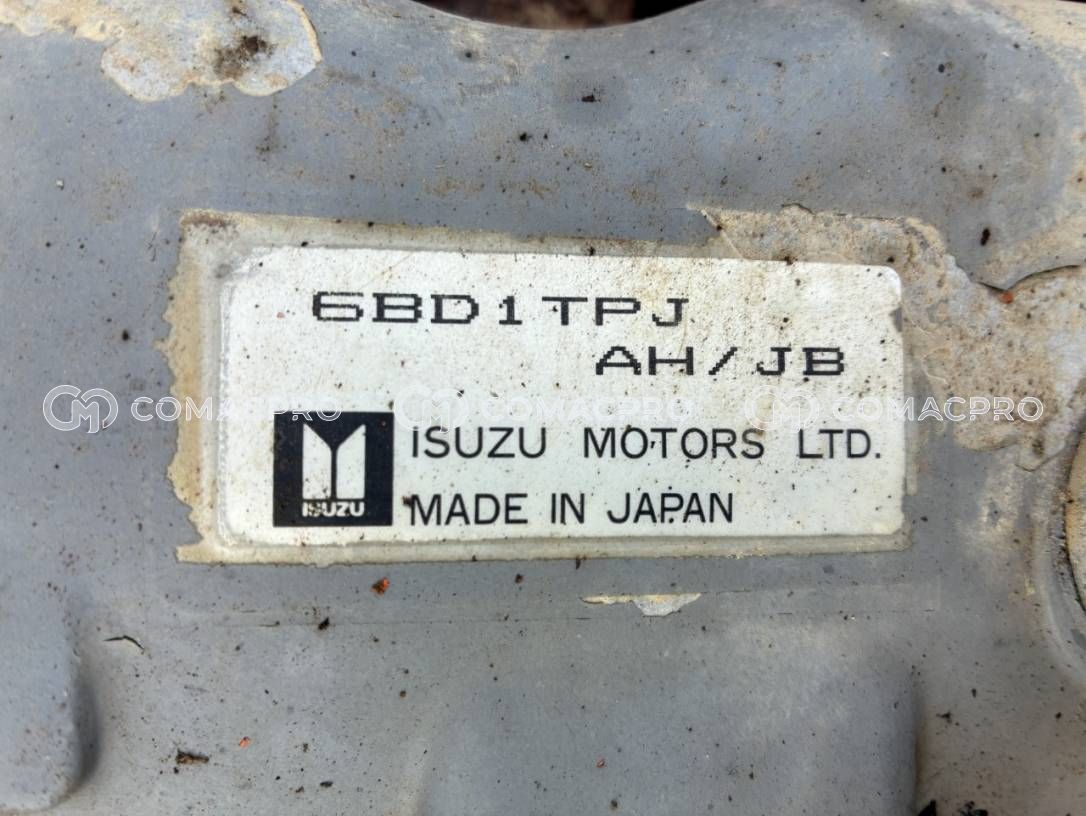 6BD1TPJ
AH/JB
COMACPRO COMACPRO COMACPRO
ISUZU MOTORS LTD.
ISUZU
MADE IN JAPAN